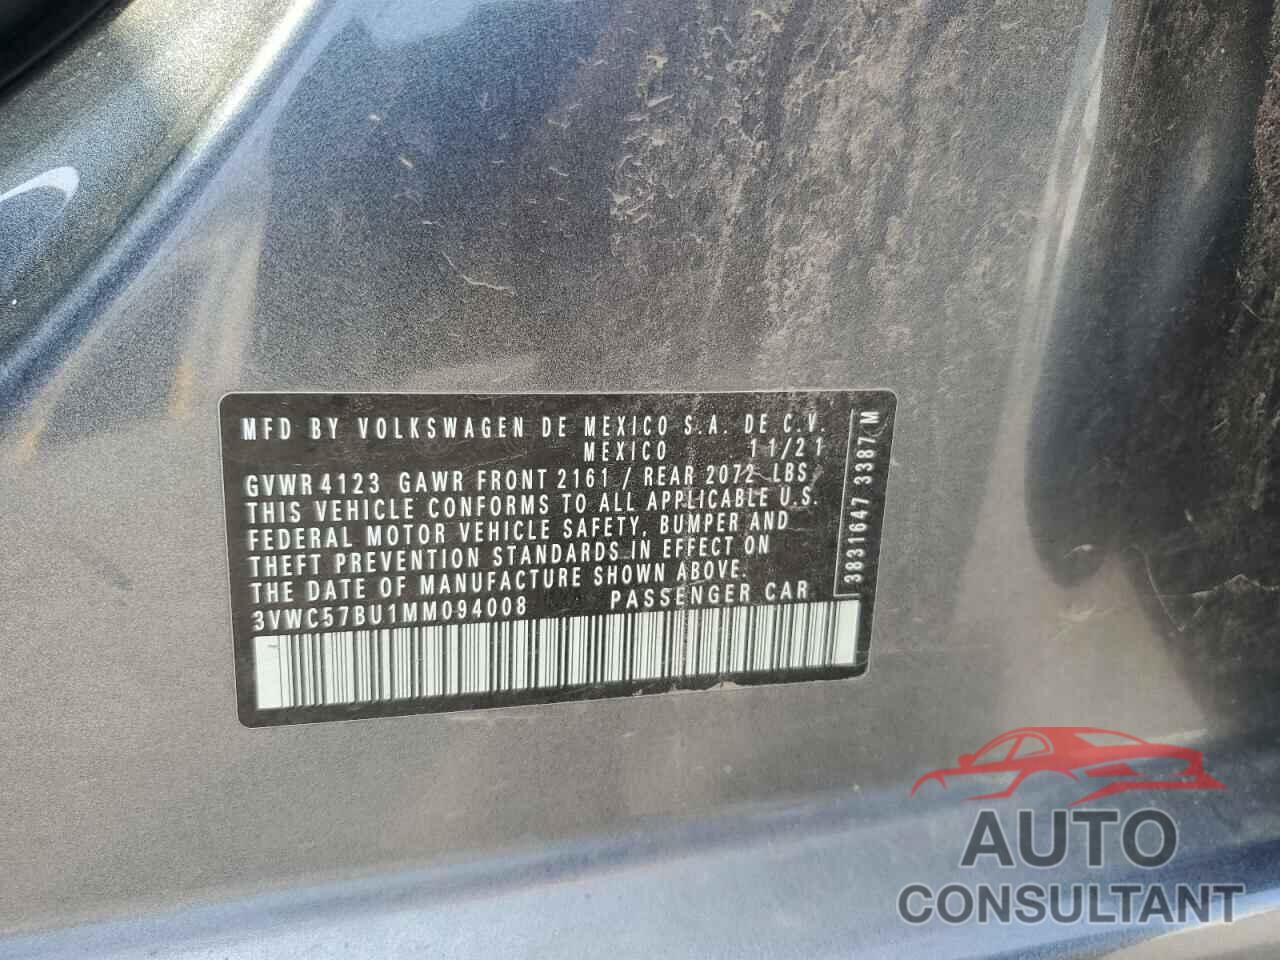 MFD BY VOLKSWAGEN DE MEXICO S.A. DE C.V.
MEXICO 11/21
GVWR 4123 GAWR FRONT 2161 / REAR 2072 LBS
THIS VEHICLE CONFORMS TO ALL APPLICABLE U.S.
FEDERAL MOTOR VEHICLE SAFETY, BUMPER AND
THEFT PREVENTION STANDARDS IN EFFECT ON
THE DATE OF MANUFACTURE SHOWN ABOVE.
3VWC57BU1MM094008 PASSENGER CAR
3831647 3387 M
AUTO
CONSULTANT